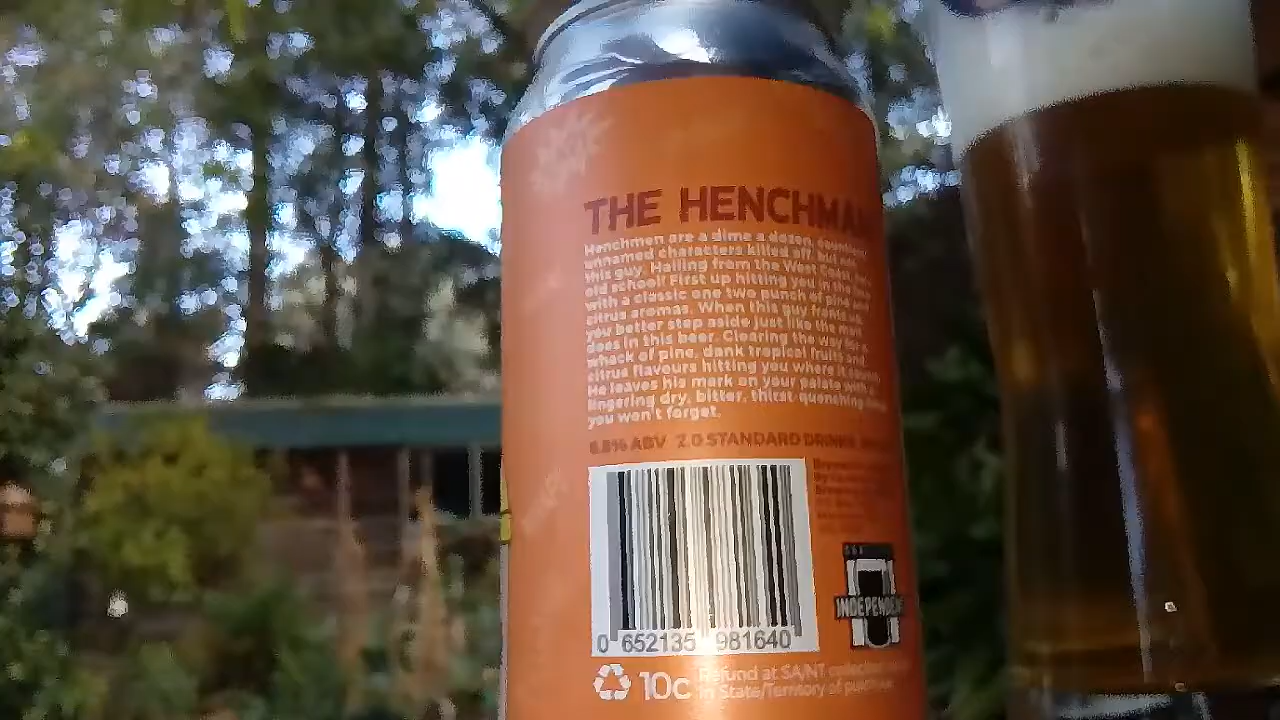 THE HENCHMAN
Henchmen are a dime a dozen, countless
unnamed characters killed off, but not
this guy. Hailing from the West Coast,
old school! First up hitting you in the
with a classic one two punch of pine and
citrus aromas. When this guy fronts up
you better step aside just like the malt
does in this beer. Clearing the way for a
whack of pine, dank tropical fruits and
citrus flavours hitting you where it counts
He leaves his mark on your palate with a
lingering dry, bitter, thirst-quenching
you won't forget.
ABV 2.0 STANDARD DRINKS
INDEPENDENT
0 652135 981640
10c Refund at SA/NT
in State/Territory of purchase